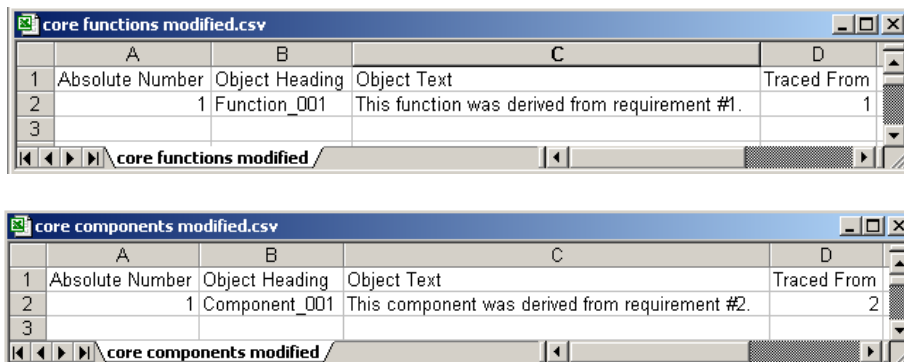 core functions modified.csv
A B C D
1 Absolute Number Object Heading Object Text Traced From
2 1 Function_001 This function was derived from requirement #1. 1
3
core functions modified
core components modified.csv
A B C D
1 Absolute Number Object Heading Object Text Traced From
2 1 Component_001 This component was derived from requirement #2. 2
3
core components modified